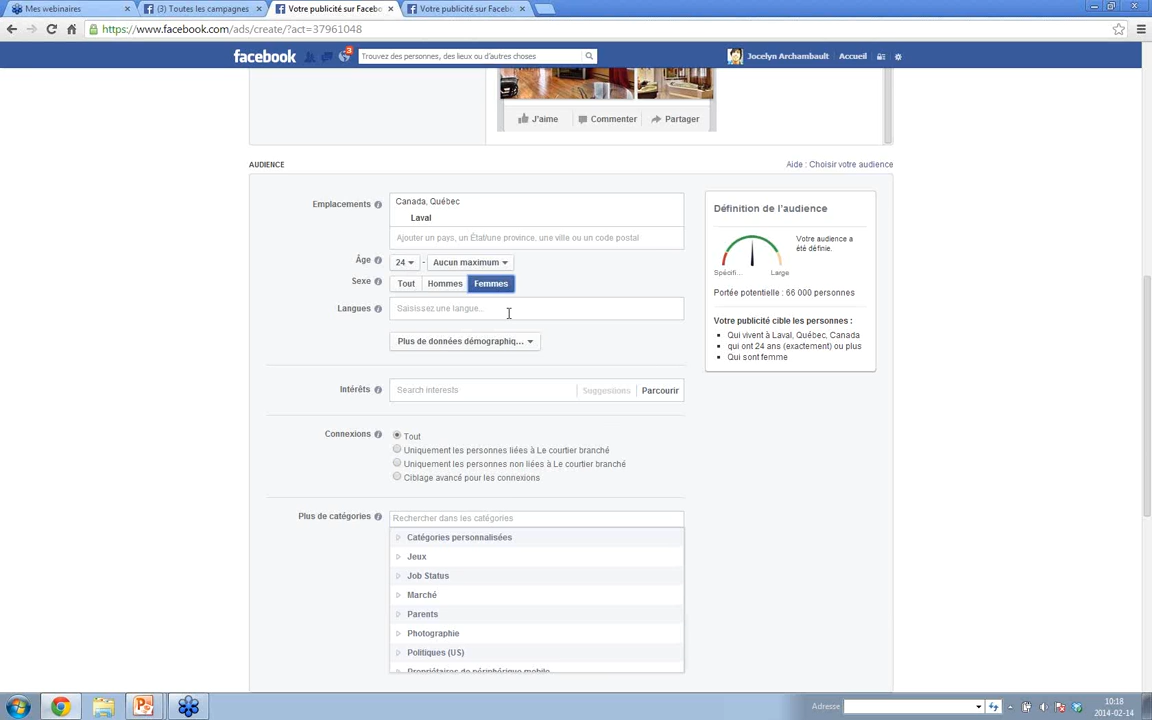 Mes webinaires
(3) Toutes les campagnes
Votre publicité sur Facebo
Votre publicité sur Facebo
https://www.facebook.com/ads/create/?act=37961048
facebook
3
Trouvez des personnes, des lieux ou d'autres choses
Jocelyn Archambault
Accueil
J'aime
Commenter
Partager
AUDIENCE
Aide : Choisir votre audience
Emplacements
Canada, Québec
Laval
Ajouter un pays, un État/une province, une ville ou un code postal
Âge
24
-
Aucun maximum
Sexe
Tout
Hommes
Femmes
Langues
Saisissez une langue...
Plus de données démographiq...
Intérêts
Search interests
Suggestions
Parcourir
Connexions
Tout
Uniquement les personnes liées à Le courtier branché
Uniquement les personnes non liées à Le courtier branché
Ciblage avancé pour les connexions
Plus de catégories
Rechercher dans les catégories
Catégories personnalisées
Jeux
Job Status
Marché
Parents
Photographie
Politiques (US)
Propriétaires de périphérique mobile
Définition de l'audience
Votre audience a
été définie.
Spécifi...
Large
Portée potentielle : 66 000 personnes
Votre publicité cible les personnes :
Qui vivent à Laval, Québec, Canada
qui ont 24 ans (exactement) ou plus
Qui sont femme
Adresse
10:18
2014-02-14